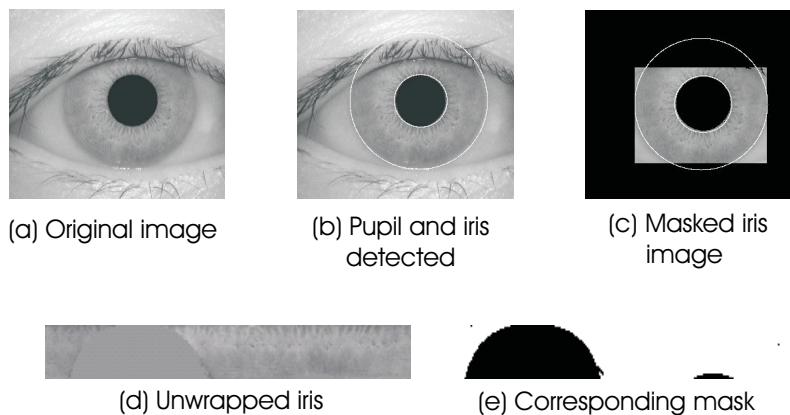 (a) Original image
(b) Pupil and iris
detected
(c) Masked iris
image
(d) Unwrapped iris
(e) Corresponding mask